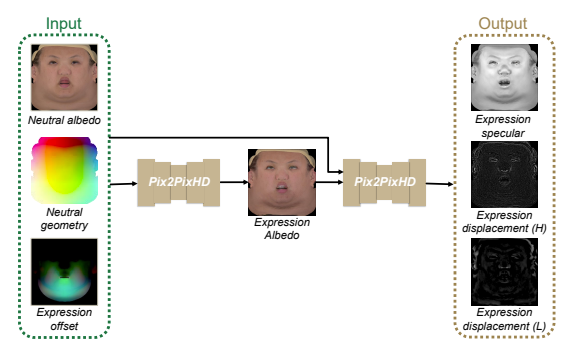 Input
Output
Neutral albedo
Neutral
geometry
Expression
offset
Pix2PixHD
Expression
Albedo
Pix2PixHD
Expression
specular
Expression
displacement (H)
Expression
displacement (L)